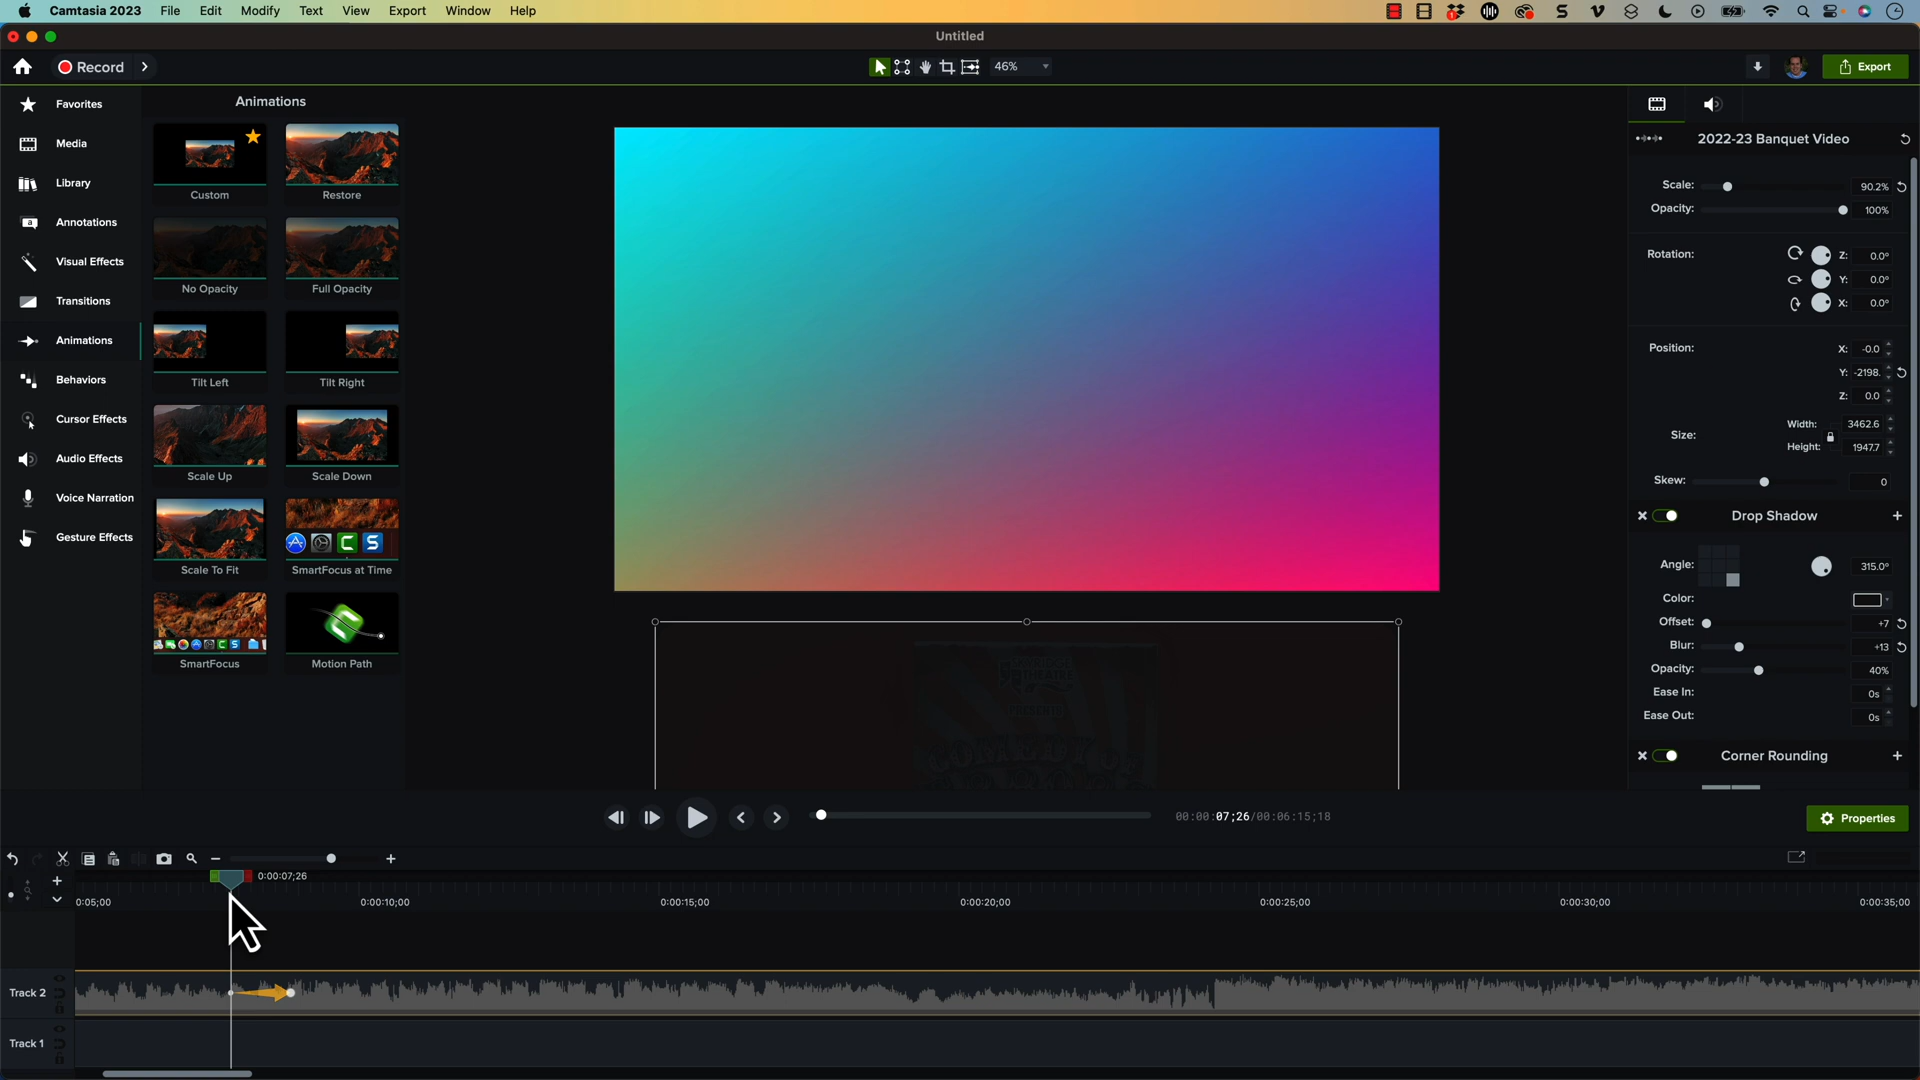 Camtasia 2023 File Edit Modify Text View Export Window Help
Untitled
Record 46% Export
Favorites
Media
Library
Annotations
Visual Effects
Transitions
Animations
Behaviors
Cursor Effects
Audio Effects
Voice Narration
Gesture Effects
Animations
Custom Restore
No Opacity Full Opacity
Tilt Left Tilt Right
Scale Up Scale Down
Scale To Fit SmartFocus at Time
SmartFocus Motion Path
2022-23 Banquet Video
Scale: 90.2%
Opacity: 100%
Rotation: Z: 0.0°
Y: 0.0°
X: 0.0°
Position: X: -0.0
Y: -2198.
Z: 0.0
Size: Width: 3462.6
Height: 1947.7
Skew: 0
Drop Shadow
Angle: 315.0°
Color:
Offset: +7
Blur: +13
Opacity: 40%
Ease In: 0s
Ease Out: 0s
Corner Rounding
THEATRE
00:00:07;26/00:06:15;18
Properties
0:00:07;26
0:05;00 0:00:10;00 0:00:15;00 0:00:20;00 0:00:25;00 0:00:30;00 0:00:35;00
Track 2
Track 1